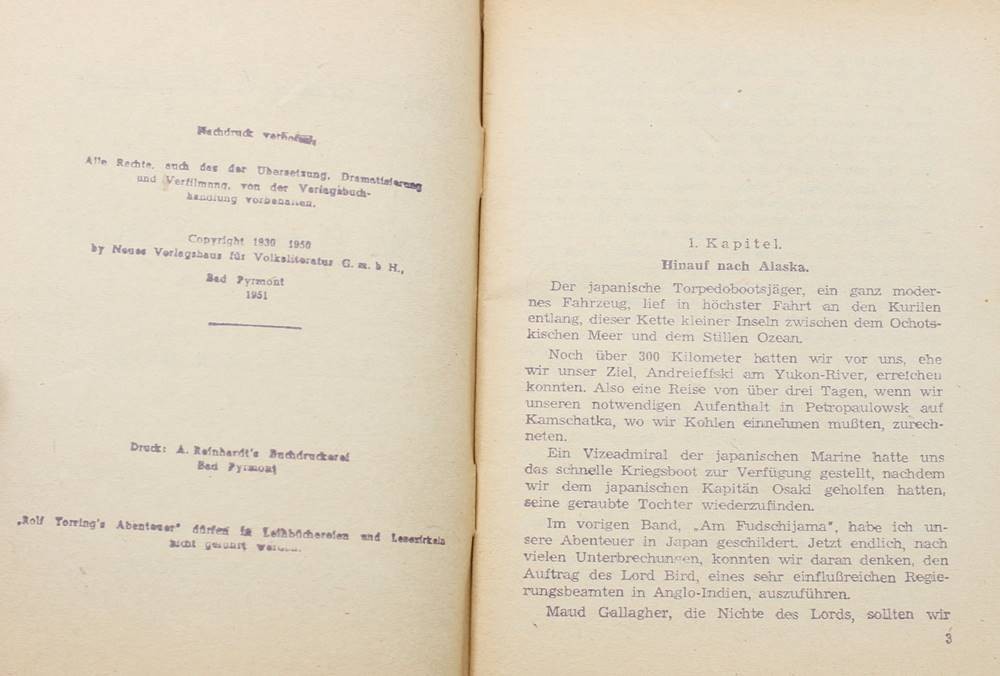 Nachdruck verboten
Alle Rechte, auch das der Übersetzung, Dramatisierung
und Verfilmung, von der Verlagsbuch-
handlung vorbehalten.
Copyright 1930 1950
by Neues Verlagshaus für Volksliteratur G. m. b H.,
Bad Pyrmont
1951
Druck: A. Reinhardt's Buchdruckerei
Bad Pyrmont
„Rolf Torring's Abenteuer" dürfen in Leihbüchereien und Lesezirkeln
nicht geführt werden.
1. Kapitel.
Hinauf nach Alaska.
Der japanische Torpedobootsjäger, ein ganz moder-
nes Fahrzeug, lief in höchster Fahrt an den Kurilen
entlang, dieser Kette kleiner Inseln zwischen dem Ochots-
kischen Meer und dem Stillen Ozean.
Noch über 300 Kilometer hatten wir vor uns, ehe
wir unser Ziel, Andreieffski am Yukon-River, erreichen
konnten. Also eine Reise von über drei Tagen, wenn wir
unseren notwendigen Aufenthalt in Petropaulowsk auf
Kamschatka, wo wir Kohlen einnehmen mußten, zurech-
neten.
Ein Vizeadmiral der japanischen Marine hatte uns
das schnelle Kriegsboot zur Verfügung gestellt, nachdem
wir dem japanischen Kapitän Osaki geholfen hatten,
seine geraubte Tochter wiederzufinden.
Im vorigen Band, „Am Fudschijama", habe ich un-
sere Abenteuer in Japan geschildert. Jetzt endlich, nach
vielen Unterbrechungen, konnten wir daran denken, den
Auftrag des Lord Bird, eines sehr einflußreichen Regie-
rungsbeamten in Anglo-Indien, auszuführen.
Maud Gallagher, die Nichte des Lords, sollten wir
3